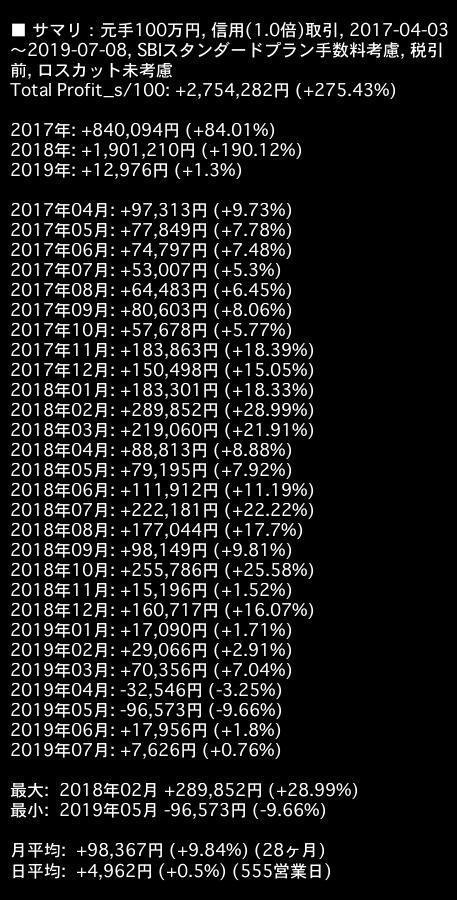 ■ サマリ : 元手100万円, 信用(1.0倍)取引, 2017-04-03
～2019-07-08, SBIスタンダードプラン手数料考慮, 税引
前, ロスカット未考慮
Total Profit_s/100: +2,754,282円 (+275.43%)
2017年: +840,094円 (+84.01%)
2018年: +1,901,210円 (+190.12%)
2019年: +12,976円 (+1.3%)
2017年04月: +97,313円 (+9.73%)
2017年05月: +77,849円 (+7.78%)
2017年06月: +74,797円 (+7.48%)
2017年07月: +53,007円 (+5.3%)
2017年08月: +64,483円 (+6.45%)
2017年09月: +80,603円 (+8.06%)
2017年10月: +57,678円 (+5.77%)
2017年11月: +183,863円 (+18.39%)
2017年12月: +150,498円 (+15.05%)
2018年01月: +183,301円 (+18.33%)
2018年02月: +289,852円 (+28.99%)
2018年03月: +219,060円 (+21.91%)
2018年04月: +88,813円 (+8.88%)
2018年05月: +79,195円 (+7.92%)
2018年06月: +111,912円 (+11.19%)
2018年07月: +222,181円 (+22.22%)
2018年08月: +177,044円 (+17.7%)
2018年09月: +98,149円 (+9.81%)
2018年10月: +255,786円 (+25.58%)
2018年11月: +15,196円 (+1.52%)
2018年12月: +160,717円 (+16.07%)
2019年01月: +17,090円 (+1.71%)
2019年02月: +29,066円 (+2.91%)
2019年03月: +70,356円 (+7.04%)
2019年04月: -32,546円 (-3.25%)
2019年05月: -96,573円 (-9.66%)
2019年06月: +17,956円 (+1.8%)
2019年07月: +7,626円 (+0.76%)
最大: 2018年02月 +289,852円 (+28.99%)
最小: 2019年05月 -96,573円 (-9.66%)
月平均: +98,367円 (+9.84%) (28ヶ月)
日平均: +4,962円 (+0.5%) (555営業日)